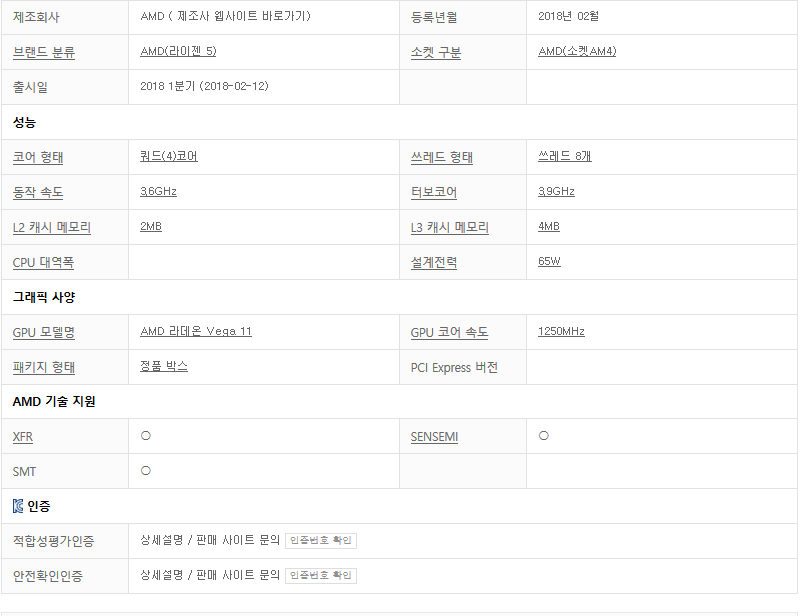 제조회사 AMD ( 제조사 웹사이트 바로가기) 등록년월 2018년 02월
브랜드 분류 AMD(라이젠 5) 소켓 구분 AMD(소켓AM4)
출시일 2018 1분기 (2018-02-12)
성능
코어 형태 쿼드(4)코어 쓰레드 형태 쓰레드 8개
동작 속도 3.6GHz 터보코어 3.9GHz
L2 캐시 메모리 2MB L3 캐시 메모리 4MB
CPU 대역폭 설계전력 65W
그래픽 사양
GPU 모델명 AMD 라데온 Vega 11 GPU 코어 속도 1250MHz
패키지 형태 정품 박스 PCI Express 버전
AMD 기술 지원
XFR ○ SENSEMI ○
SMT ○
인증
적합성평가인증 상세설명 / 판매 사이트 문의 인증번호 확인
안전확인인증 상세설명 / 판매 사이트 문의 인증번호 확인